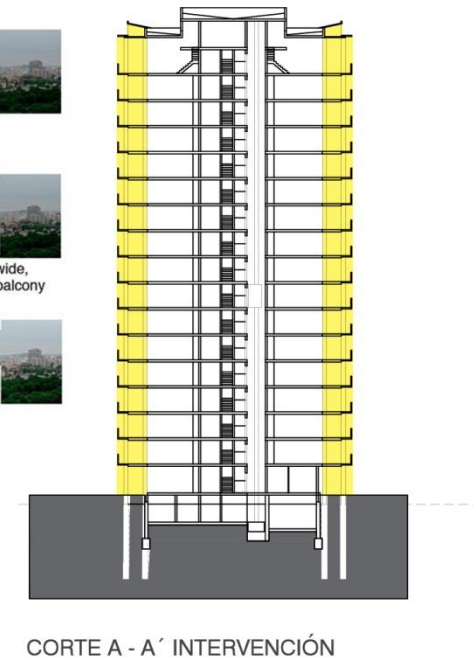 wide,
balcony
CORTE A - A´ INTERVENCIÓN